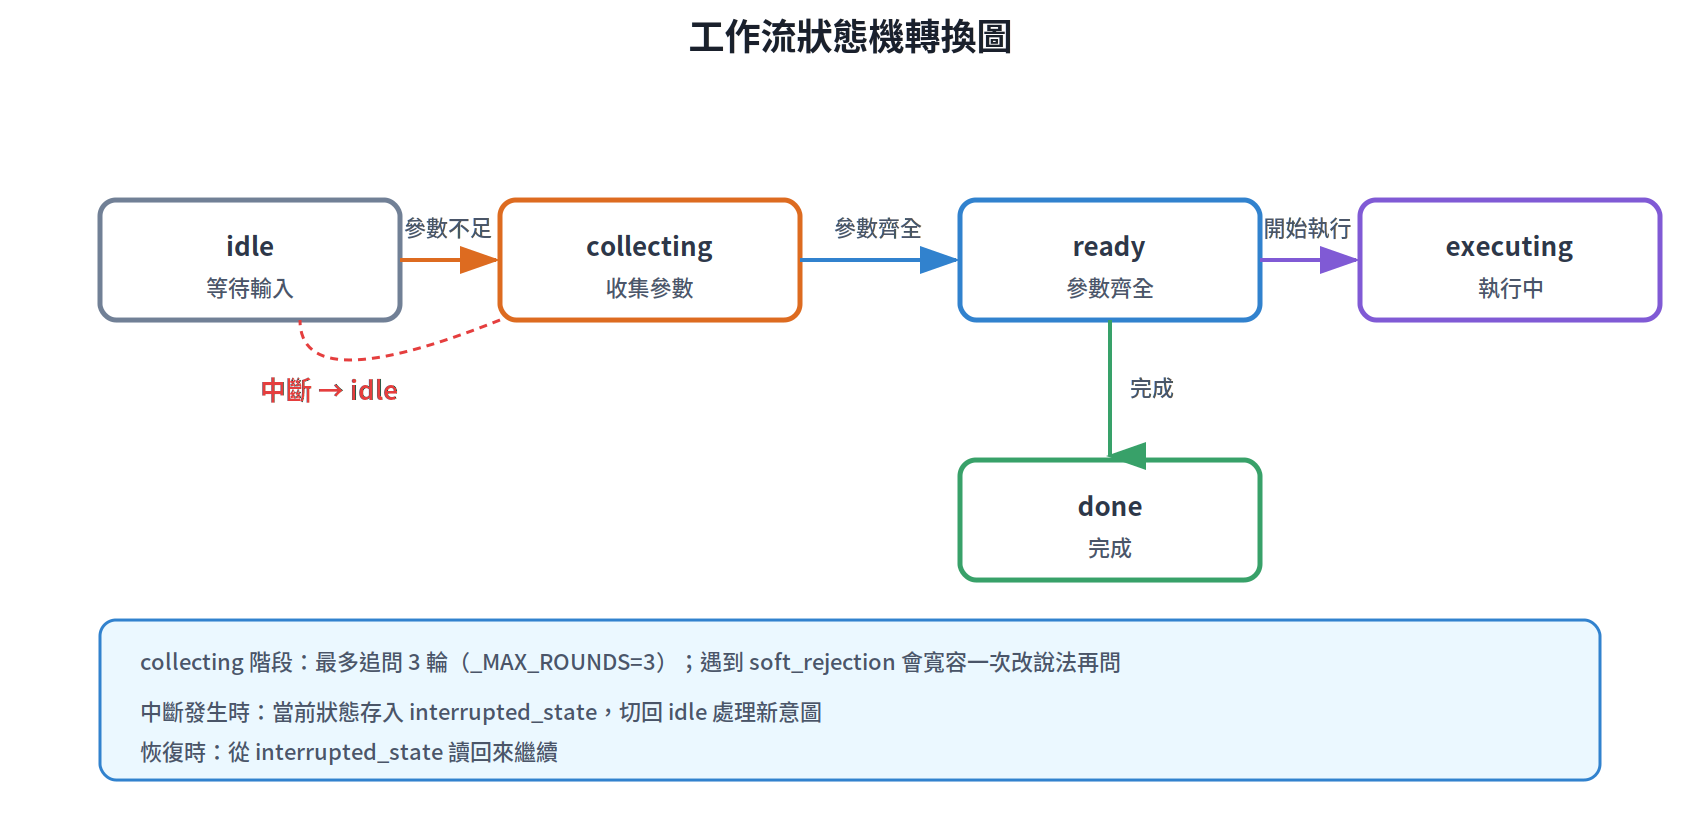 工作流狀態機轉換圖
idle
等待輸入
參數不足
collecting
收集參數
參數齊全
ready
參數齊全
開始執行
executing
執行中
中斷 → idle
完成
done
完成
collecting 階段：最多追問 3 輪（_MAX_ROUNDS=3）；遇到 soft_rejection 會寬容一次改說法再問
中斷發生時：當前狀態存入 interrupted_state，切回 idle 處理新意圖
恢復時：從 interrupted_state 讀回來繼續